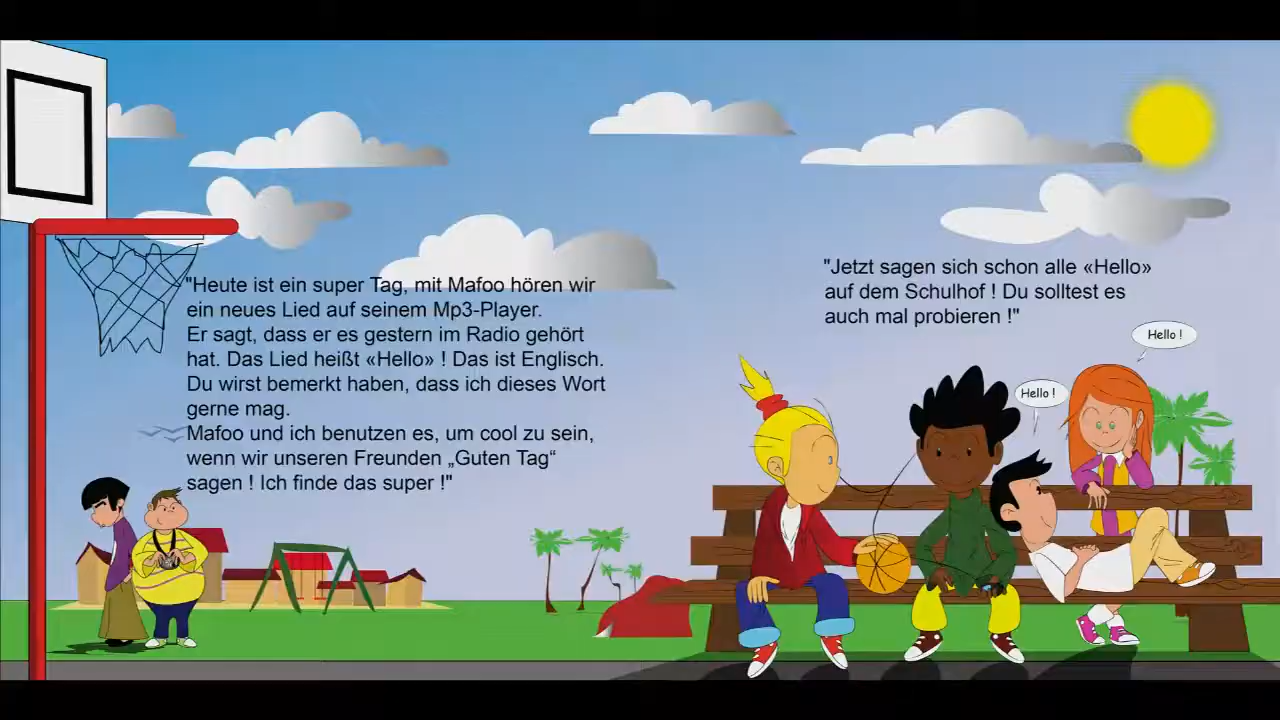 "Heute ist ein super Tag, mit Mafoo hören wir
ein neues Lied auf seinem Mp3-Player.
Er sagt, dass er es gestern im Radio gehört
hat. Das Lied heißt «Hello» ! Das ist Englisch.
Du wirst bemerkt haben, dass ich dieses Wort
gerne mag.
Mafoo und ich benutzen es, um cool zu sein,
wenn wir unseren Freunden „Guten Tag“
sagen ! Ich finde das super !"
"Jetzt sagen sich schon alle «Hello»
auf dem Schulhof ! Du solltest es
auch mal probieren !"
Hello !
Hello !